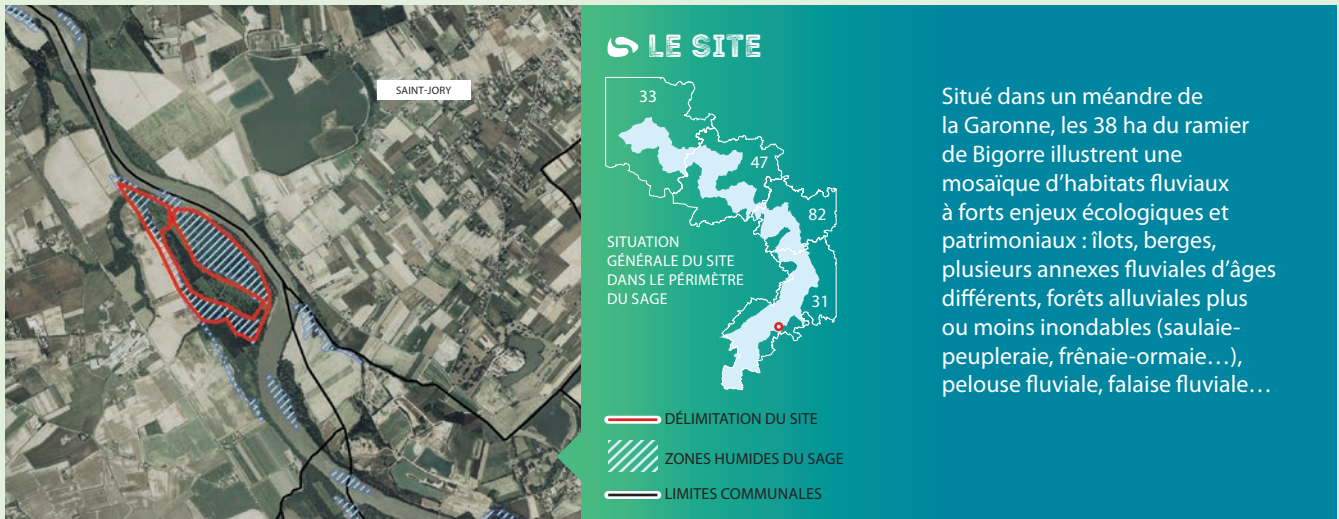 SAINT-JORY
LE SITE
33
47
82
31
SITUATION
GÉNÉRALE DU SITE
DANS LE PÉRIMÈTRE
DU SAGE
DÉLIMITATION DU SITE
ZONES HUMIDES DU SAGE
LIMITES COMMUNALES
Situé dans un méandre de
la Garonne, les 38 ha du ramier
de Bigorre illustrent une
mosaïque d’habitats fluviaux
à forts enjeux écologiques et
patrimoniaux : îlots, berges,
plusieurs annexes fluviales d’âges
différents, forêts alluviales plus
ou moins inondables (saulaie-
peupleraie, frênaie-ormaie…),
pelouse fluviale, falaise fluviale…